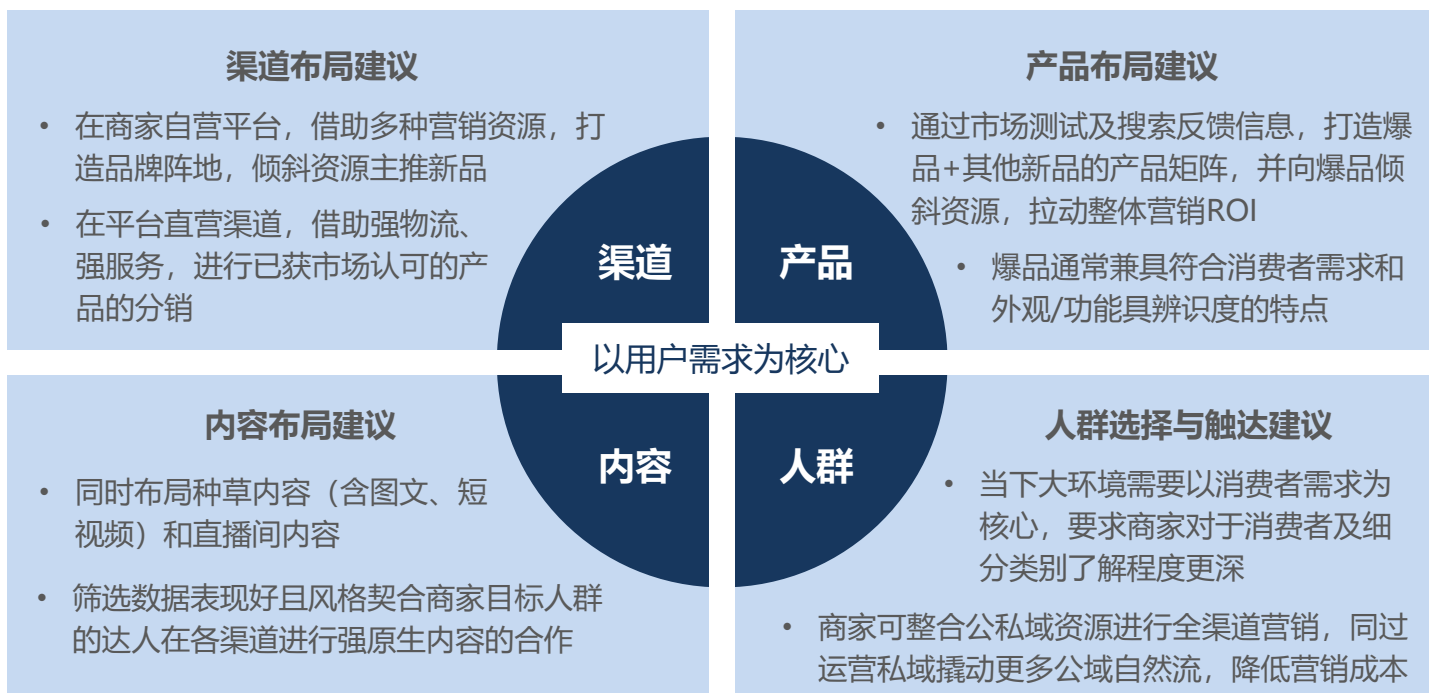 渠道布局建议
• 在商家自营平台，借助多种营销资源，打
造品牌阵地，倾斜资源主推新品
• 在平台直营渠道，借助强物流、
强服务，进行已获市场认可的产
品的分销
产品布局建议
• 通过市场测试及搜索反馈信息，打造爆
品+其他新品的产品矩阵，并向爆品倾
斜资源，拉动整体营销ROI
• 爆品通常兼具符合消费者需求和
外观/功能具辨识度的特点
渠道
产品
以用户需求为核心
内容
人群
内容布局建议
• 同时布局种草内容（含图文、短
视频）和直播间内容
• 筛选数据表现好且风格契合商家目标人群
的达人在各渠道进行强原生内容的合作
人群选择与触达建议
• 当下大环境需要以消费者需求为
核心，要求商家对于消费者及细
分类别了解程度更深
• 商家可整合公私域资源进行全渠道营销，同过
运营私域撬动更多公域自然流，降低营销成本